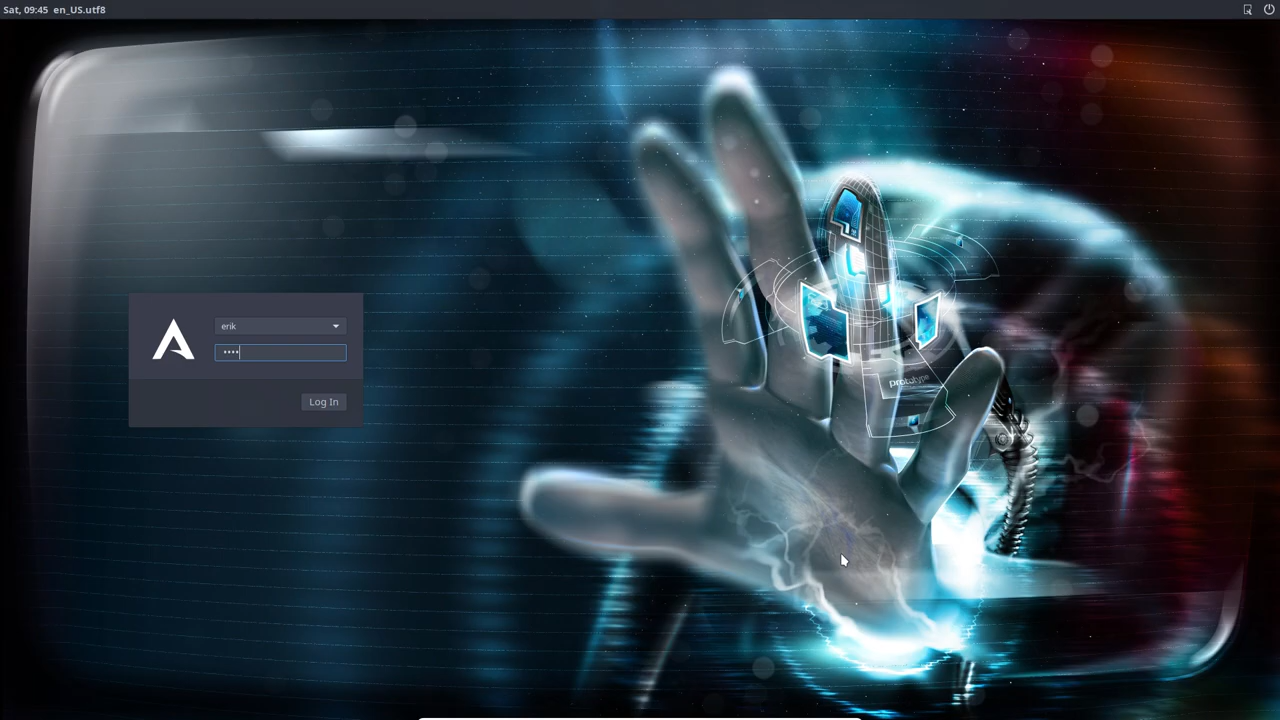 Sat, 09:45 en_US.utf8
erik
••••
Log In
prototype